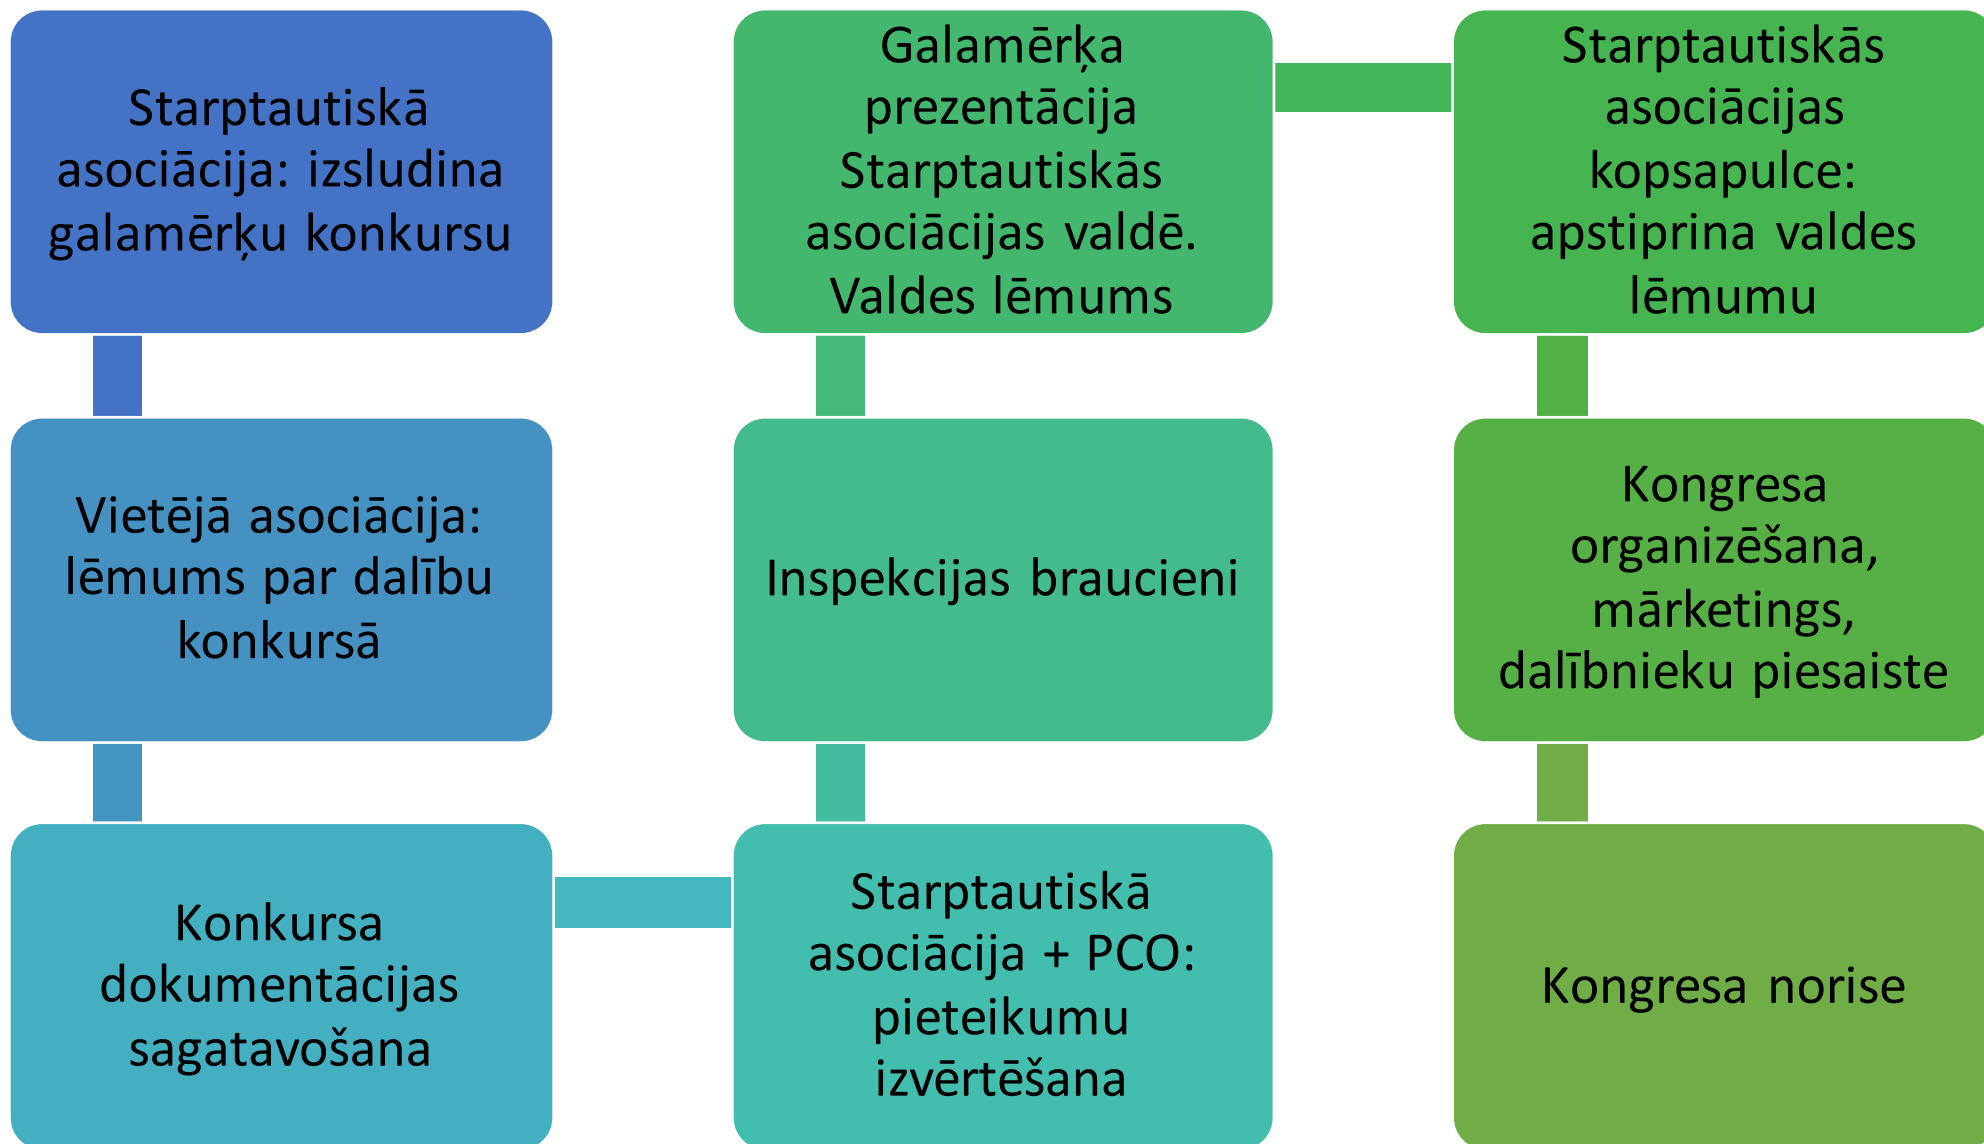 Starptautiskā
asociācija: izsludina
galamērķu konkursu
Vietējā asociācija:
lēmums par dalību
konkursā
Konkursa
dokumentācijas
sagatavošana
Starptautiskā
asociācija + PCO:
pieteikumu
izvērtēšana
Inspekcijas braucieni
Galamērķa
prezentācija
Starptautiskās
asociācijas valdē.
Valdes lēmums
Starptautiskās
asociācijas
kopsapulce:
apstiprina valdes
lēmumu
Kongresa
organizēšana,
mārketings,
dalībnieku piesaiste
Kongresa norise